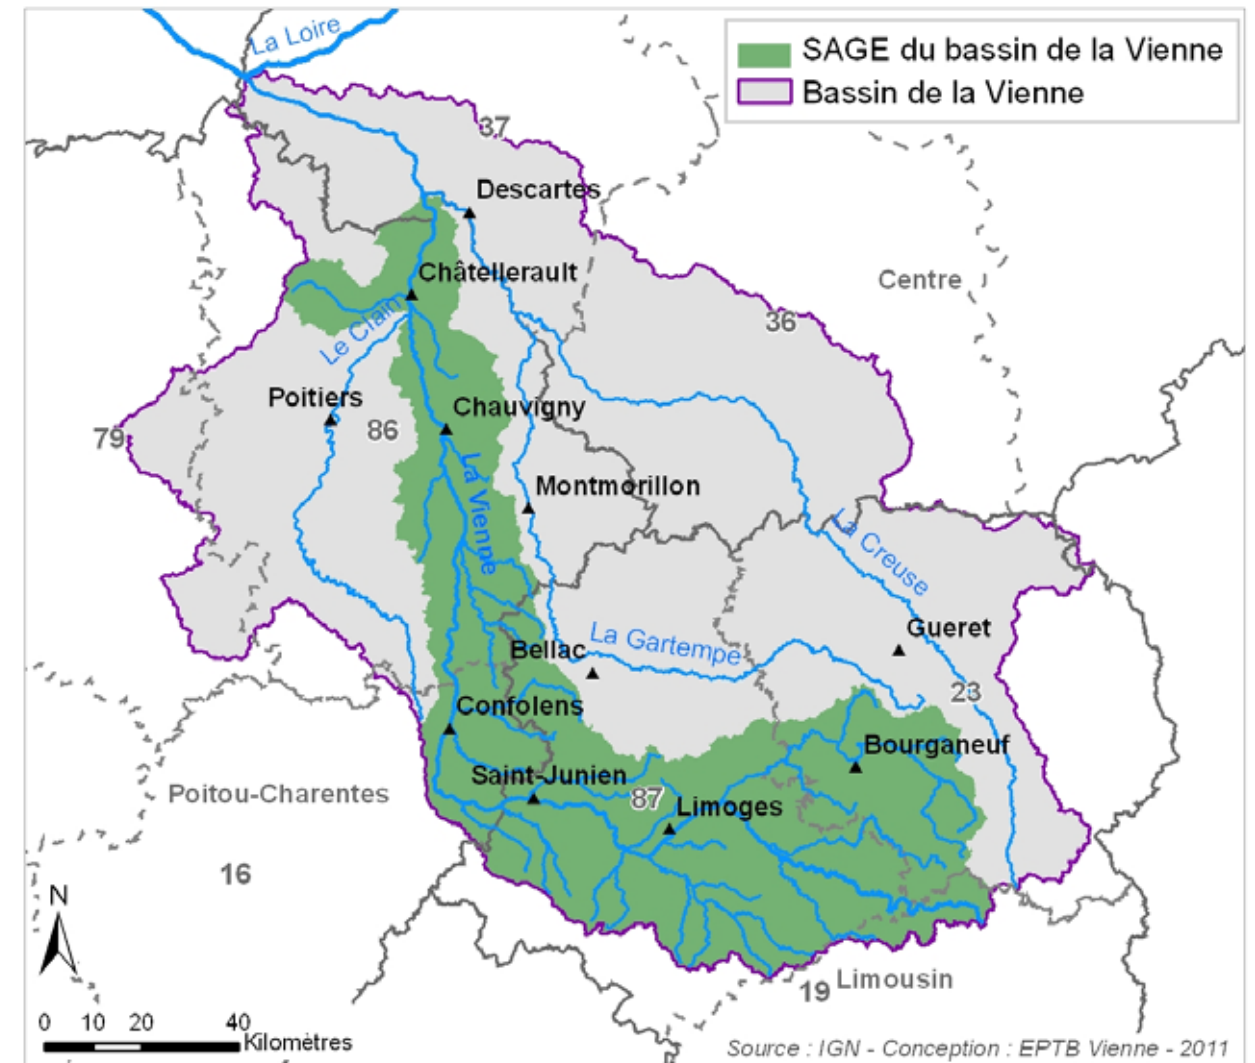 La Loire
SAGE du bassin de la Vienne
Bassin de la Vienne
37
Descartes
Châtellerault
Centre
Le Clain
36
Poitiers
Chauvigny
86
79
La Vienne
Montmorillon
La Creuse
Gueret
La Gartempe
Bellac
23
Confolens
Bourganeuf
Saint-Junien
Poitou-Charentes
87
Limoges
16
N
Limousin
19
0 10 20 40
Kilomètres
Source : IGN - Conception : EPTB Vienne - 2011